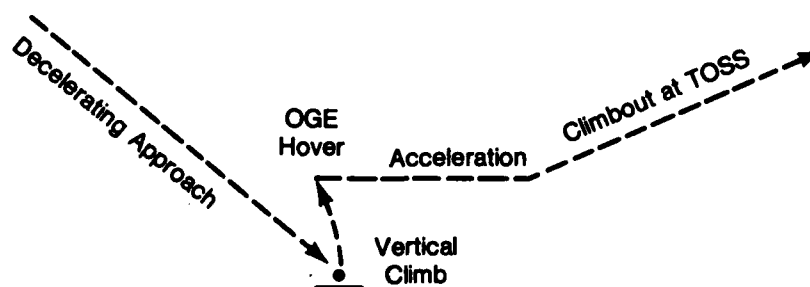 Decelerating Approach
OGE
Hover
Acceleration
Climbout at TOSS
Vertical
Climb